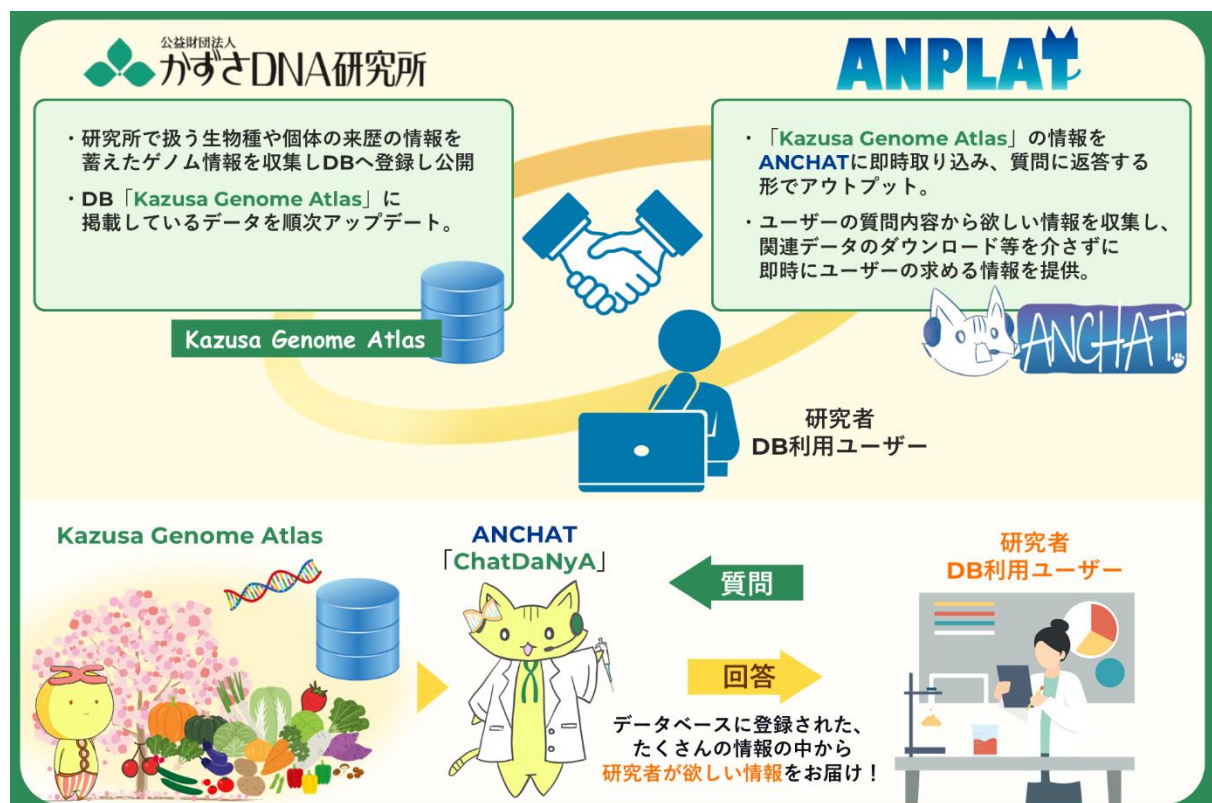 公益財団法人
かずさDNA研究所
・研究所で扱う生物種や個体の来歴の情報を
蓄えたゲノム情報を収集しDBへ登録し公開
・DB「Kazusa Genome Atlas」に
掲載しているデータを順次アップデート。
Kazusa Genome Atlas
ANPLAT
・「Kazusa Genome Atlas」の情報を
ANCHATに即時取り込み、質問に返答する
形でアウトプット。
・ユーザーの質問内容から欲しい情報を収集し、
関連データのダウンロード等を介さずに
即時にユーザーの求める情報を提供。
ANCHAT
研究者
DB利用ユーザー
Kazusa Genome Atlas
ANCHAT
「ChatDaNyA」
質問
回答
データベースに登録された、
たくさんの情報の中から
研究者が欲しい情報をお届け！
研究者
DB利用ユーザー